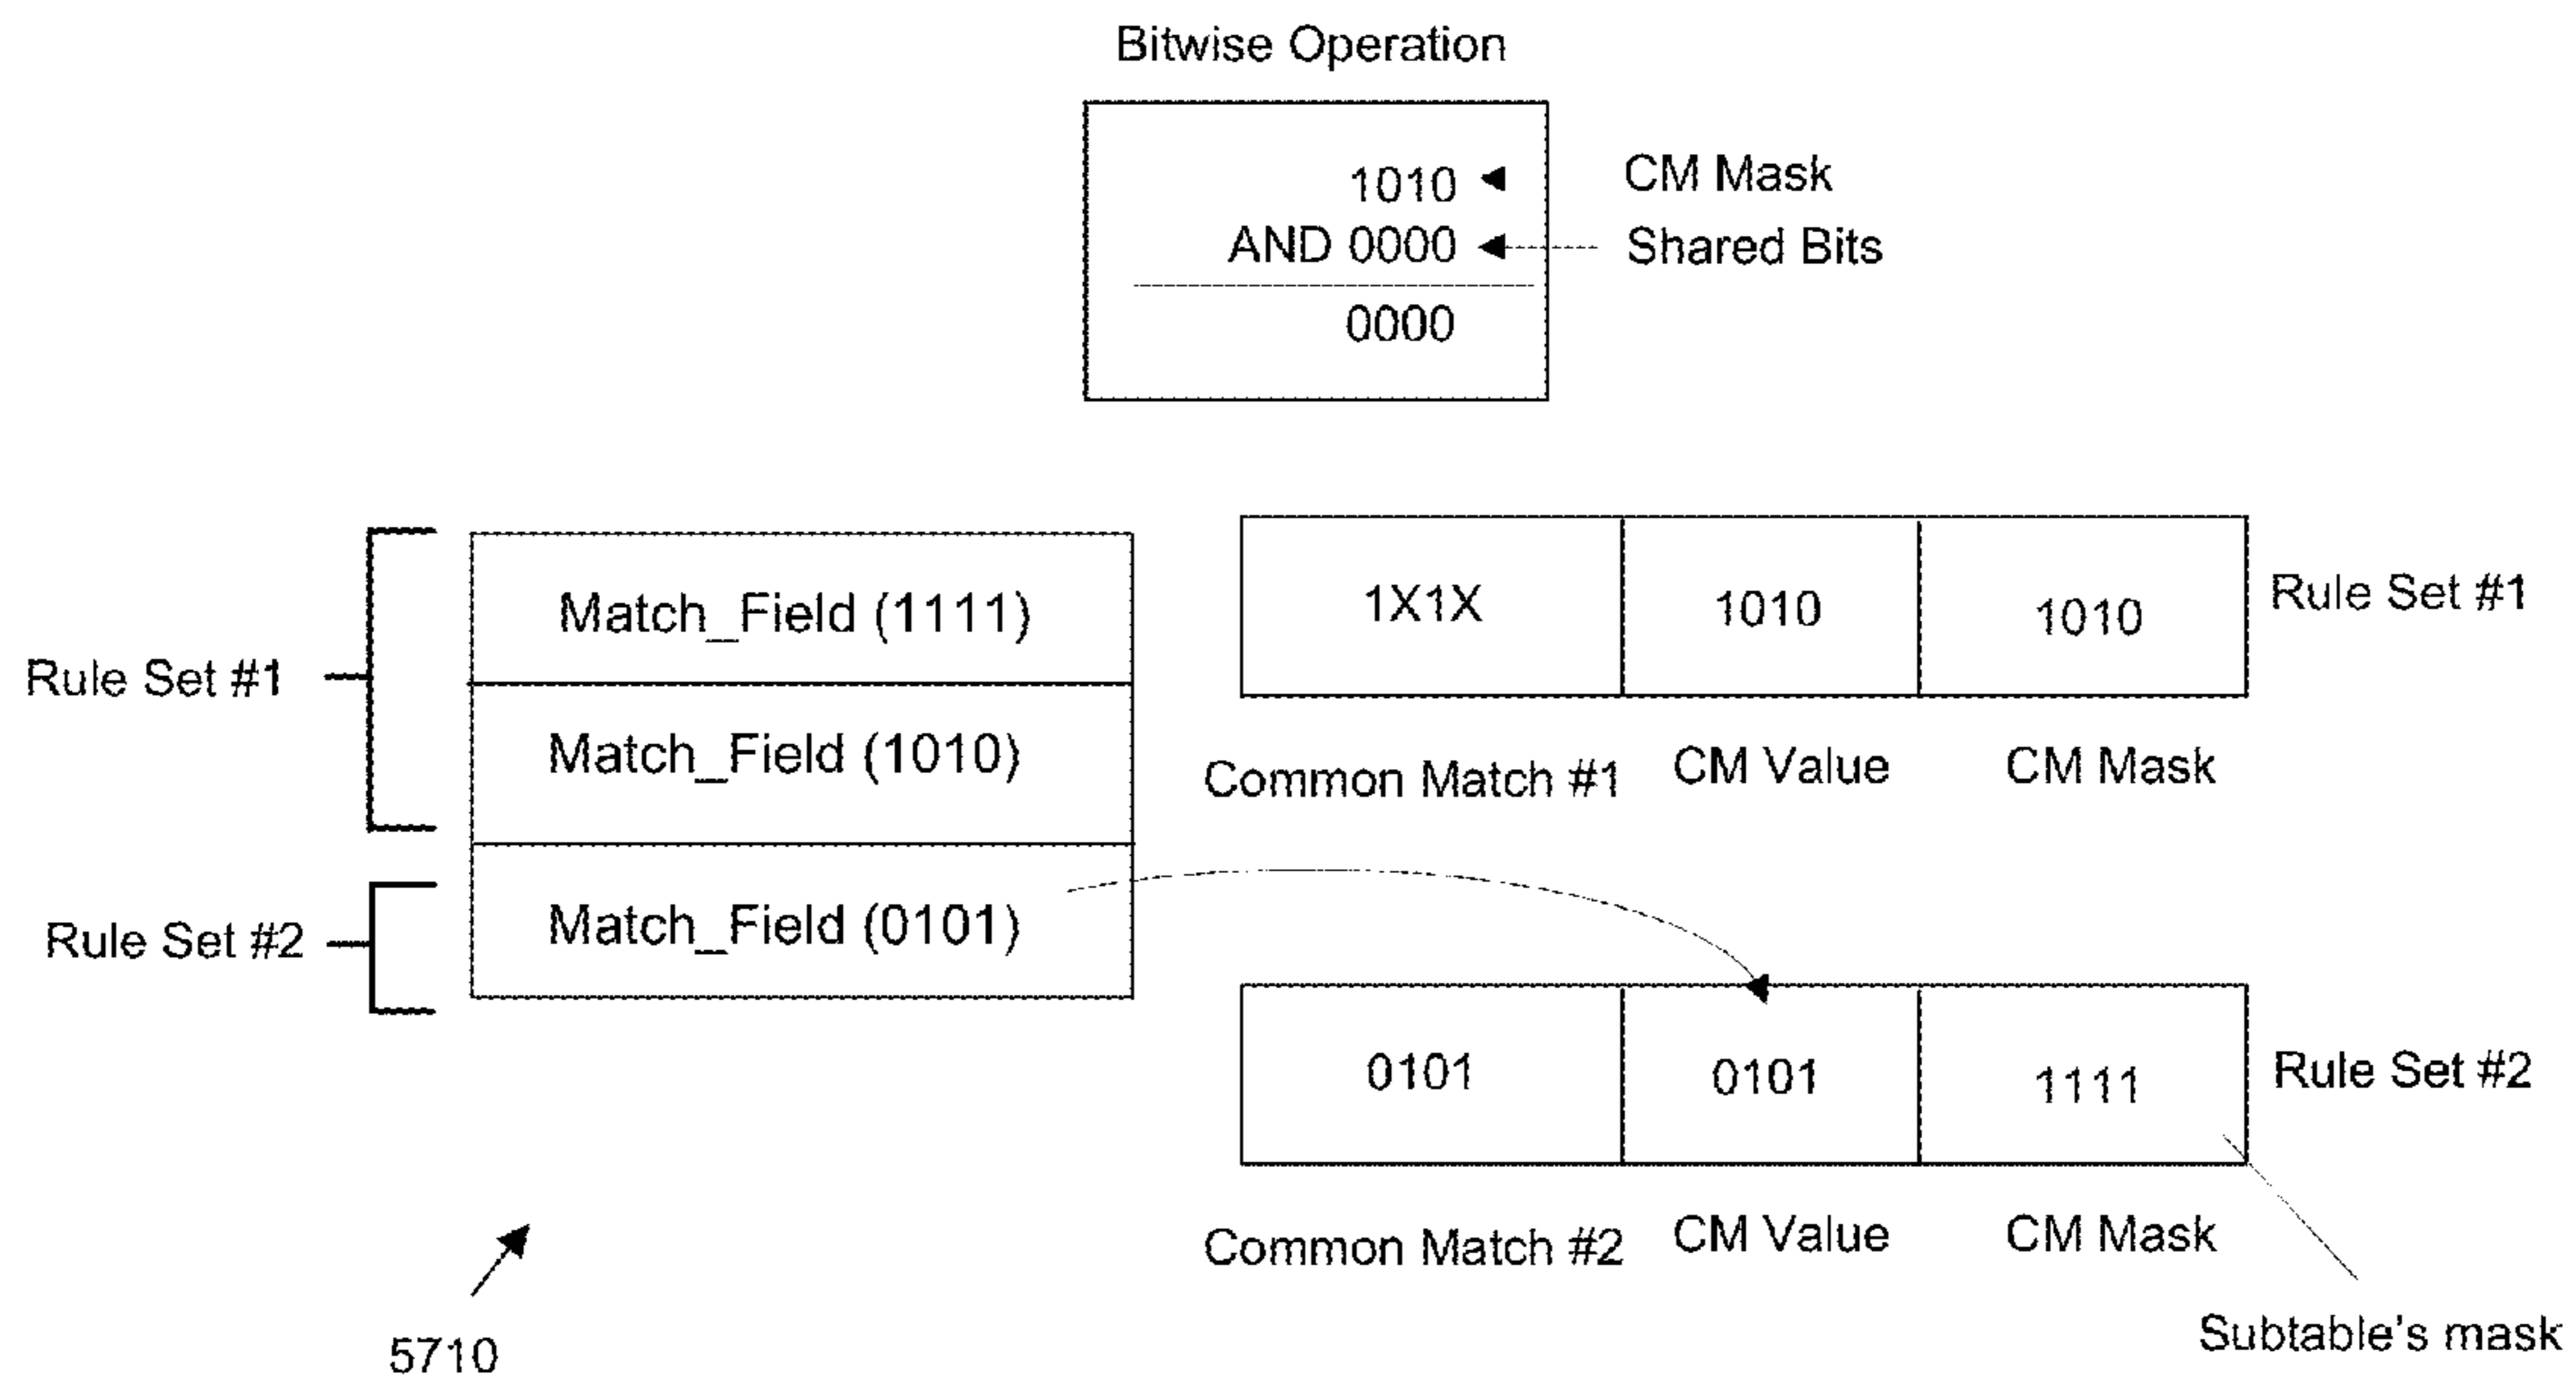 Bitwise Operation
1010
CM Mask
AND 0000
Shared Bits
0000
Rule Set #1
Match_Field (1111)
Match_Field (1010)
Rule Set #2
Match_Field (0101)
1X1X
1010
1010
Rule Set #1
Common Match #1
CM Value
CM Mask
0101
0101
1111
Rule Set #2
Common Match #2
CM Value
CM Mask
Subtable's mask
5710